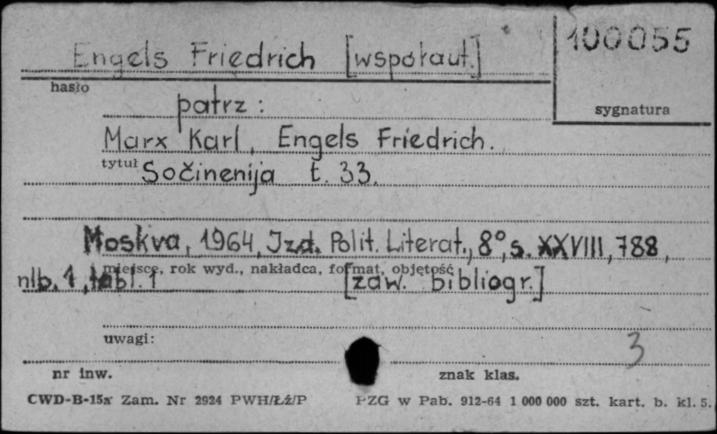 Engels Friedrich [współaut.]
100055
hasło
sygnatura
patrz :
Marx Karl, Engels Friedrich.
tytuł
Sočinenija t. 33.
Moskva, 1964, Izd. Polit. Literat., 8°, s. XXVIII, 788,
miejsce, rok wyd., nakładca, format, objętość
nlb. 1, tabl. 1 [zaw. bibliogr.]
uwagi:
3
nr inw.
znak klas.
CWD-B-15a Zam. Nr 2924 PWH/Łż/P PZG w Pab. 912-64 1 000 000 szt. kart. b. kl. 5.